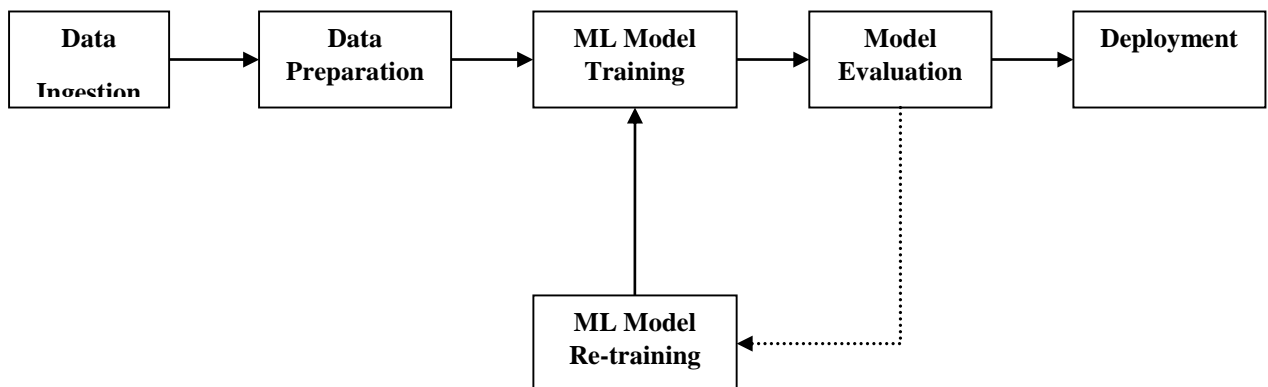 Data
Ingestion
Data
Preparation
ML Model
Training
Model
Evaluation
Deployment
ML Model
Re-training